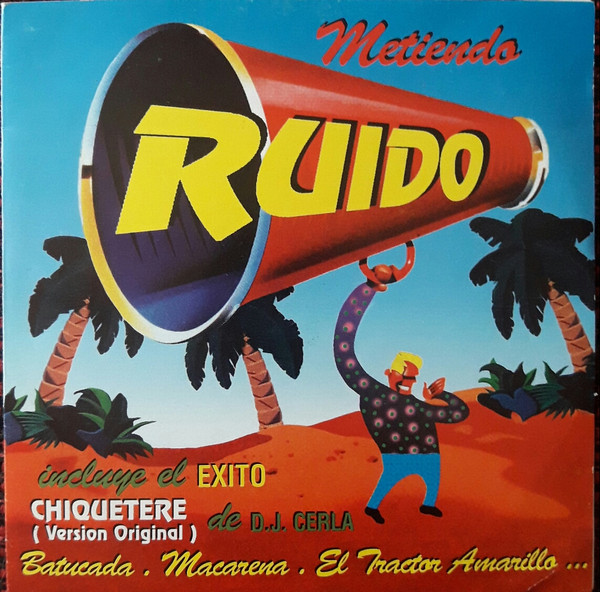 Metiendo
RUIDO
incluye el EXITO
CHIQUETERE de D.J. CERLA
( Version Original )
Batucada . Macarena . El Tractor Amarillo ...